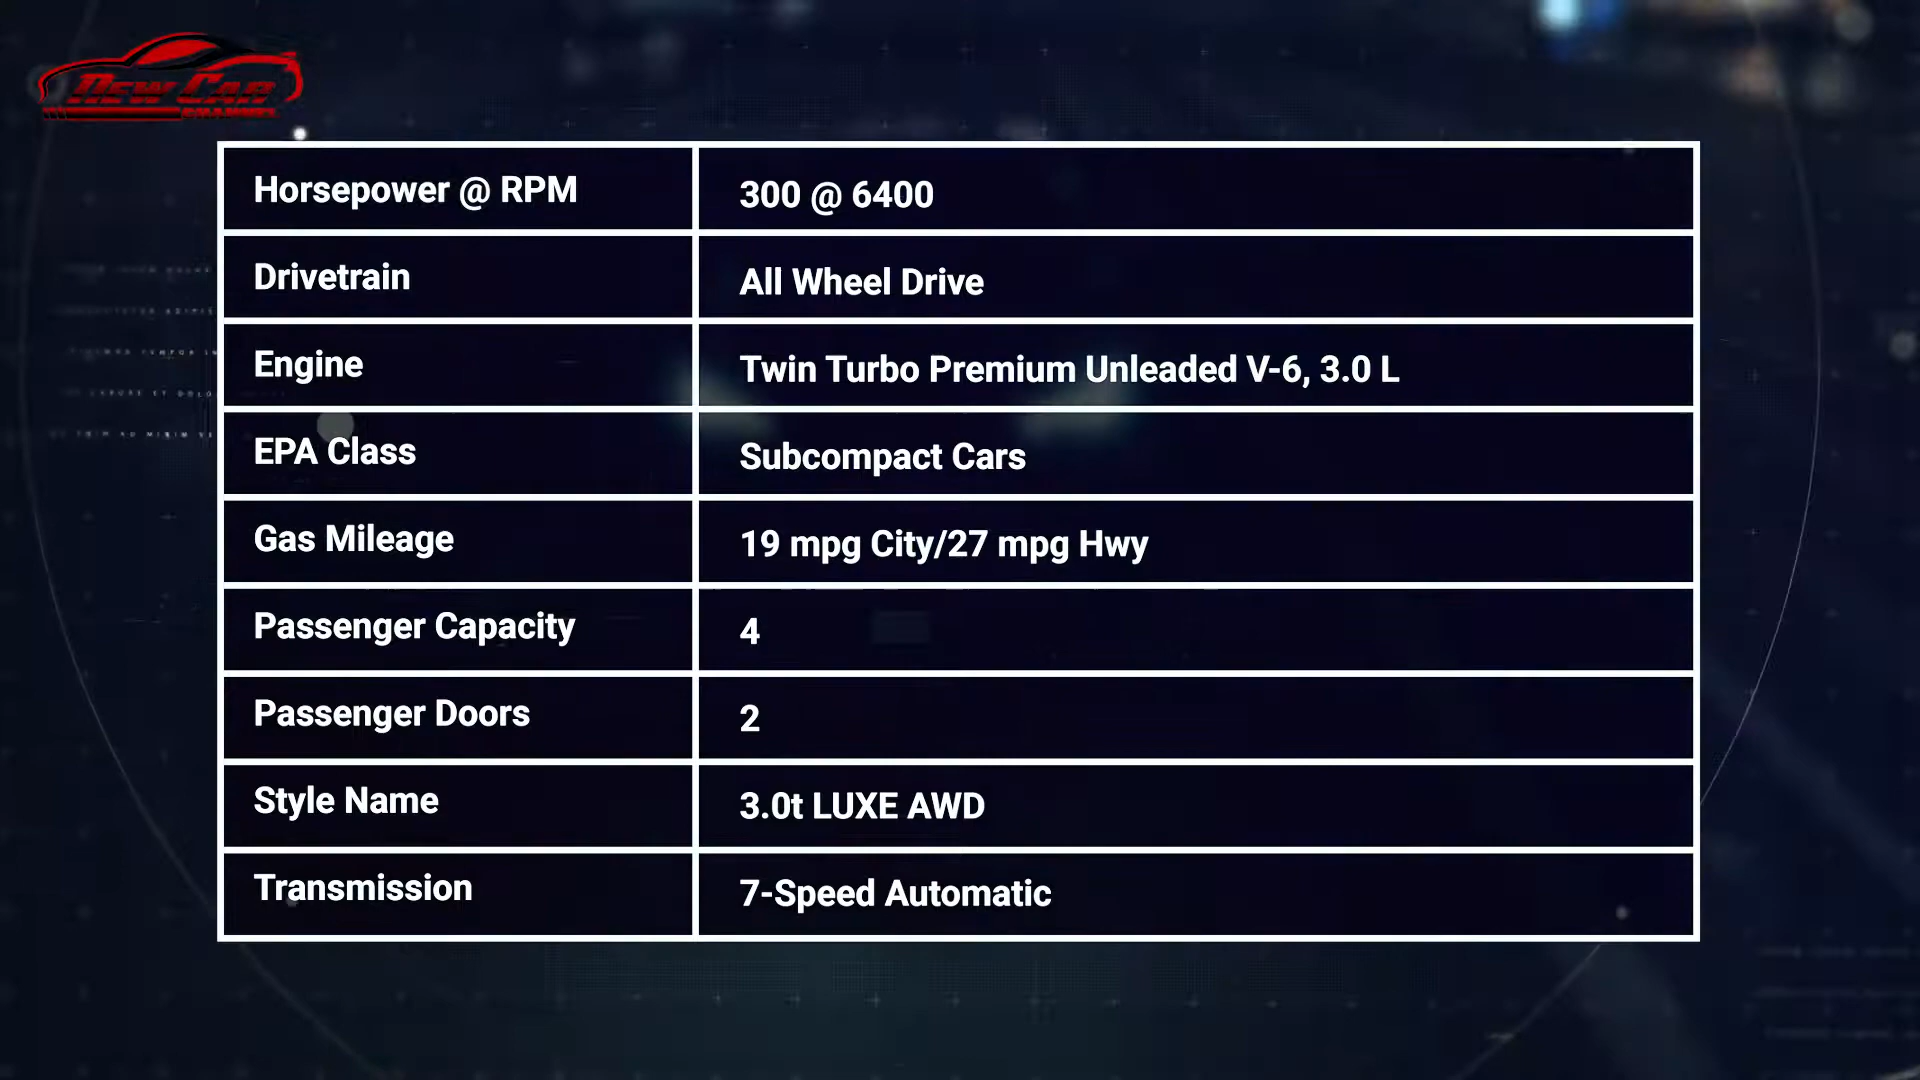 New Car
Horsepower @ RPM
300 @ 6400
Drivetrain
All Wheel Drive
Engine
Twin Turbo Premium Unleaded V-6, 3.0 L
EPA Class
Subcompact Cars
Gas Mileage
19 mpg City/27 mpg Hwy
Passenger Capacity
4
Passenger Doors
2
Style Name
3.0t LUXE AWD
Transmission
7-Speed Automatic